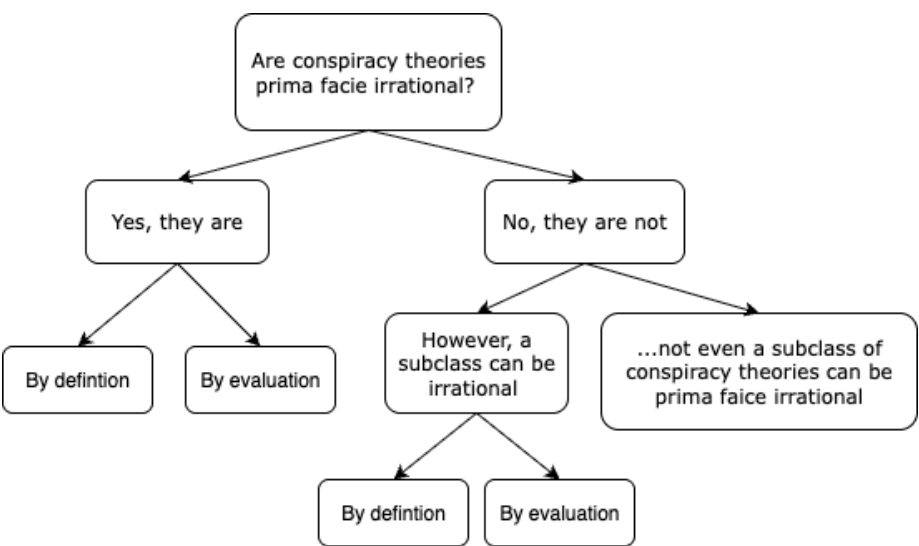 Are conspiracy theories
prima facie irrational?
Yes, they are
No, they are not
By defintion
By evaluation
However, a
subclass can be
irrational
...not even a subclass of
conspiracy theories can be
prima faice irrational
By defintion
By evaluation